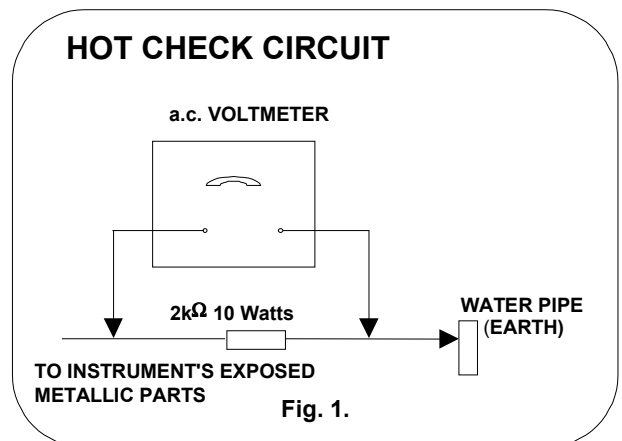 HOT CHECK CIRCUIT
a.c. VOLTMETER
2kΩ 10 Watts
WATER PIPE
(EARTH)
TO INSTRUMENT'S EXPOSED
METALLIC PARTS
Fig. 1.